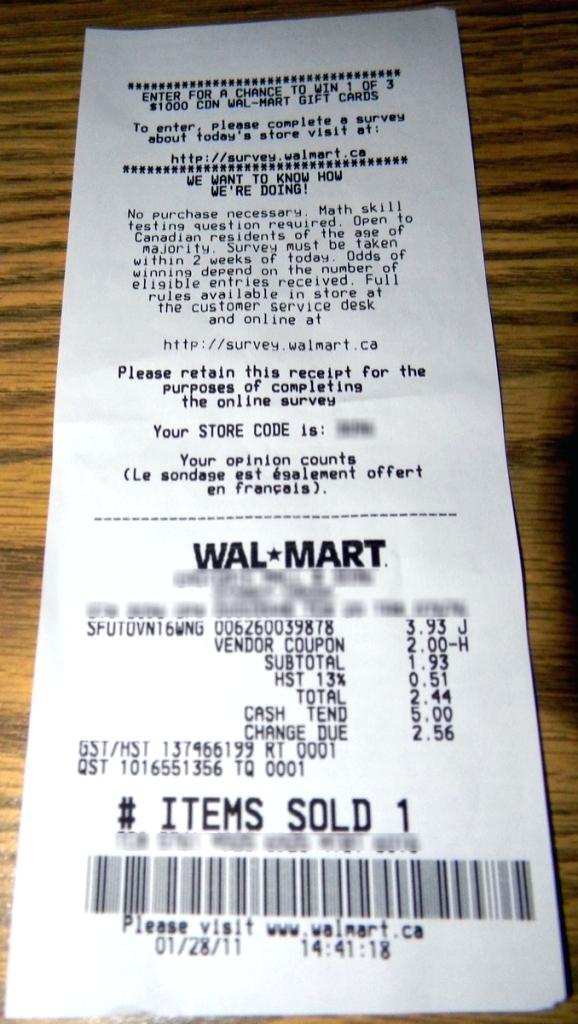 ****************************************
ENTER FOR A CHANCE TO WIN 1 OF 3
$1000 CDN WAL-MART GIFT CARDS
To enter, please complete a survey
about today's store visit at:
http://survey.walmart.ca
****************************************
WE WANT TO KNOW HOW
WE'RE DOING!
No purchase necessary. Math skill
testing question required. Open to
Canadian residents of the age of
majority. Survey must be taken
within 2 weeks of today. Odds of
winning depend on the number of
eligible entries received. Full
rules available in store at
the customer service desk
and online at
http://survey.walmart.ca
Please retain this receipt for the
purposes of completing
the online survey
Your STORE CODE is:
Your opinion counts
(Le sondage est également offert
en français).
--------------------------------------------
WAL★MART.
SFUTOVNT6WNG 006260039878 3.93 J
VENDOR COUPON 2.00-H
SUBTOTAL 1.93
HST 13% 0.51
TOTAL 2.44
CASH TEND 5.00
CHANGE DUE 2.56
GST/HST 137466199 RT 0001
QST 1016551356 TQ 0001
# ITEMS SOLD 1
Please visit www.walmart.ca
01/28/11 14:41:18